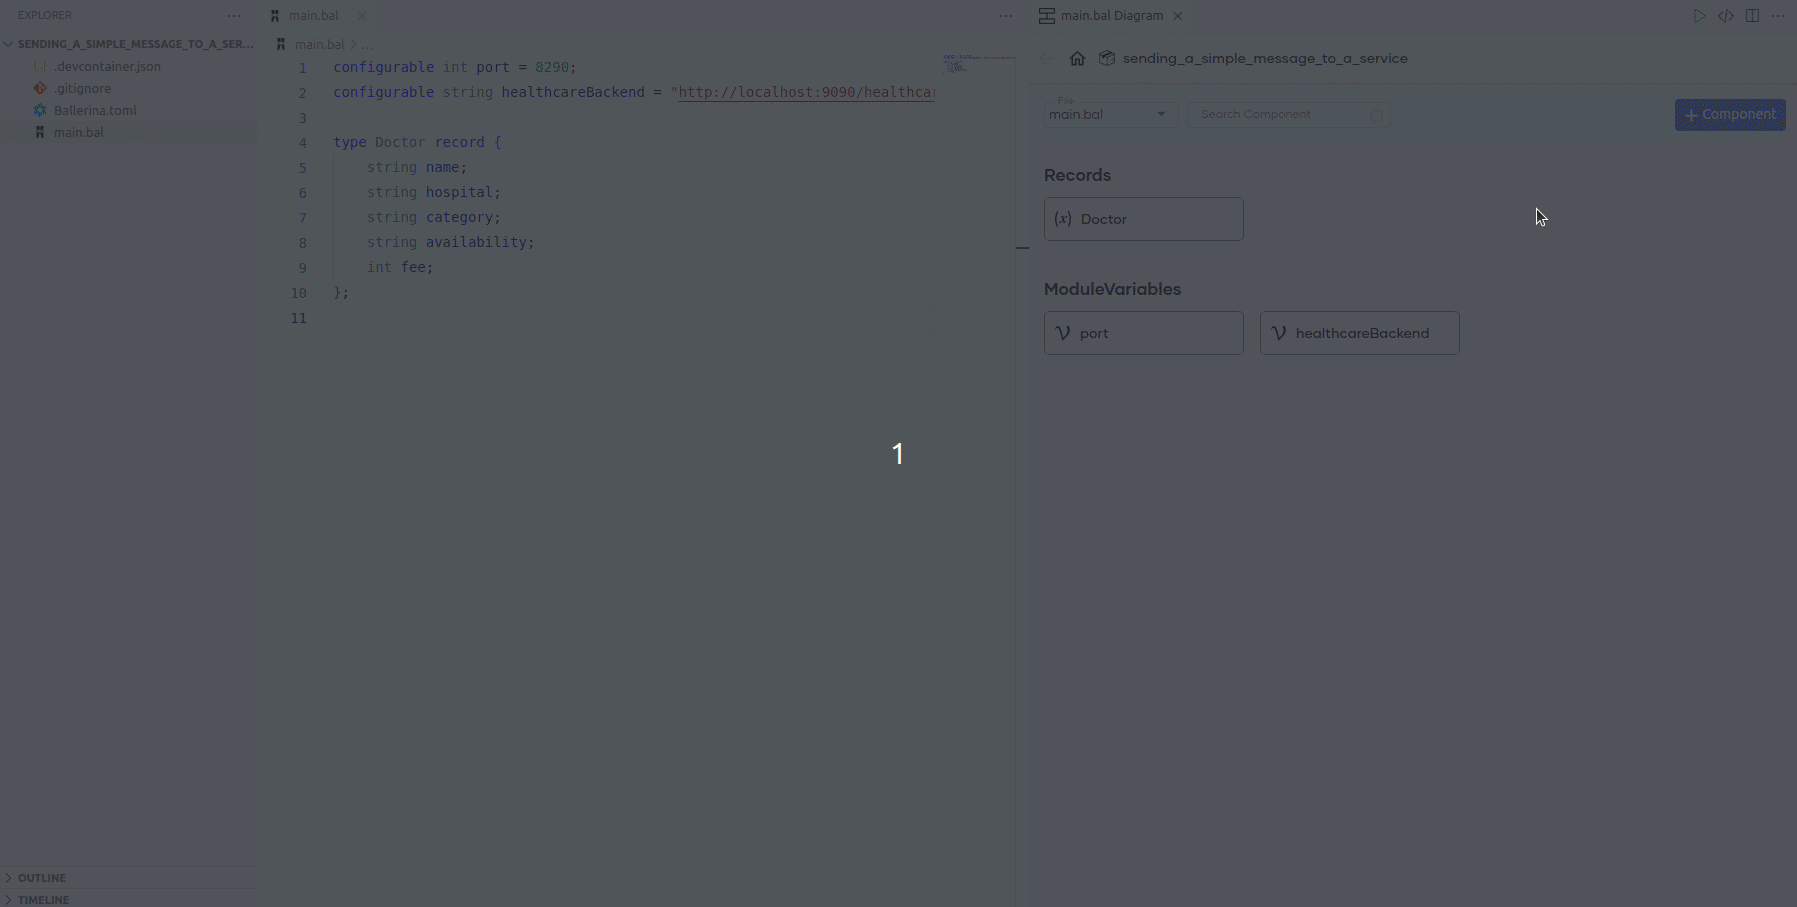 EXPLORER
SENDING_A_SIMPLE_MESSAGE_TO_A_SER...
.devcontainer.json
.gitignore
Ballerina.toml
main.bal
OUTLINE
TIMELINE
main.bal
main.bal > ...
1 configurable int port = 8290;
2 configurable string healthcareBackend = "http://localhost:9090/healthcar
3
4 type Doctor record {
5 string name;
6 string hospital;
7 string category;
8 string availability;
9 int fee;
10 };
11
1
main.bal Diagram
sending_a_simple_message_to_a_service
File
main.bal
Search Component
+ Component
Records
(x) Doctor
ModuleVariables
port
healthcareBackend